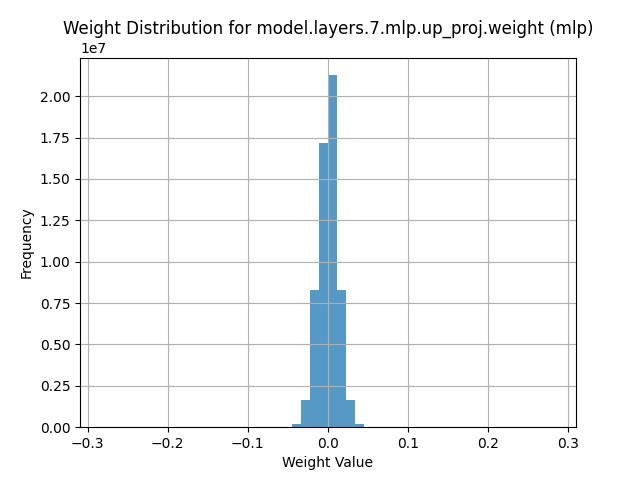 Weight Distribution for model.layers.7.mlp.up_proj.weight (mlp)
1e7
2.00
1.75
1.50
1.25
1.00
0.75
0.50
0.25
0.00
Frequency
−0.3 −0.2 −0.1 0.0 0.1 0.2 0.3
Weight Value